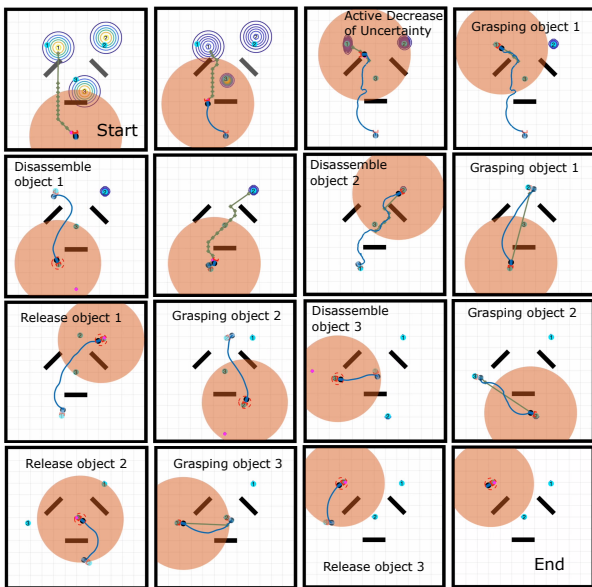 Start
Active Decrease
of Uncertainty
Grasping object 1
Disassemble
object 1
Disassemble
object 2
Grasping object 1
Release object 1
Grasping object 2
Disassemble
object 3
Grasping object 2
Release object 2
Grasping object 3
Release object 3
End